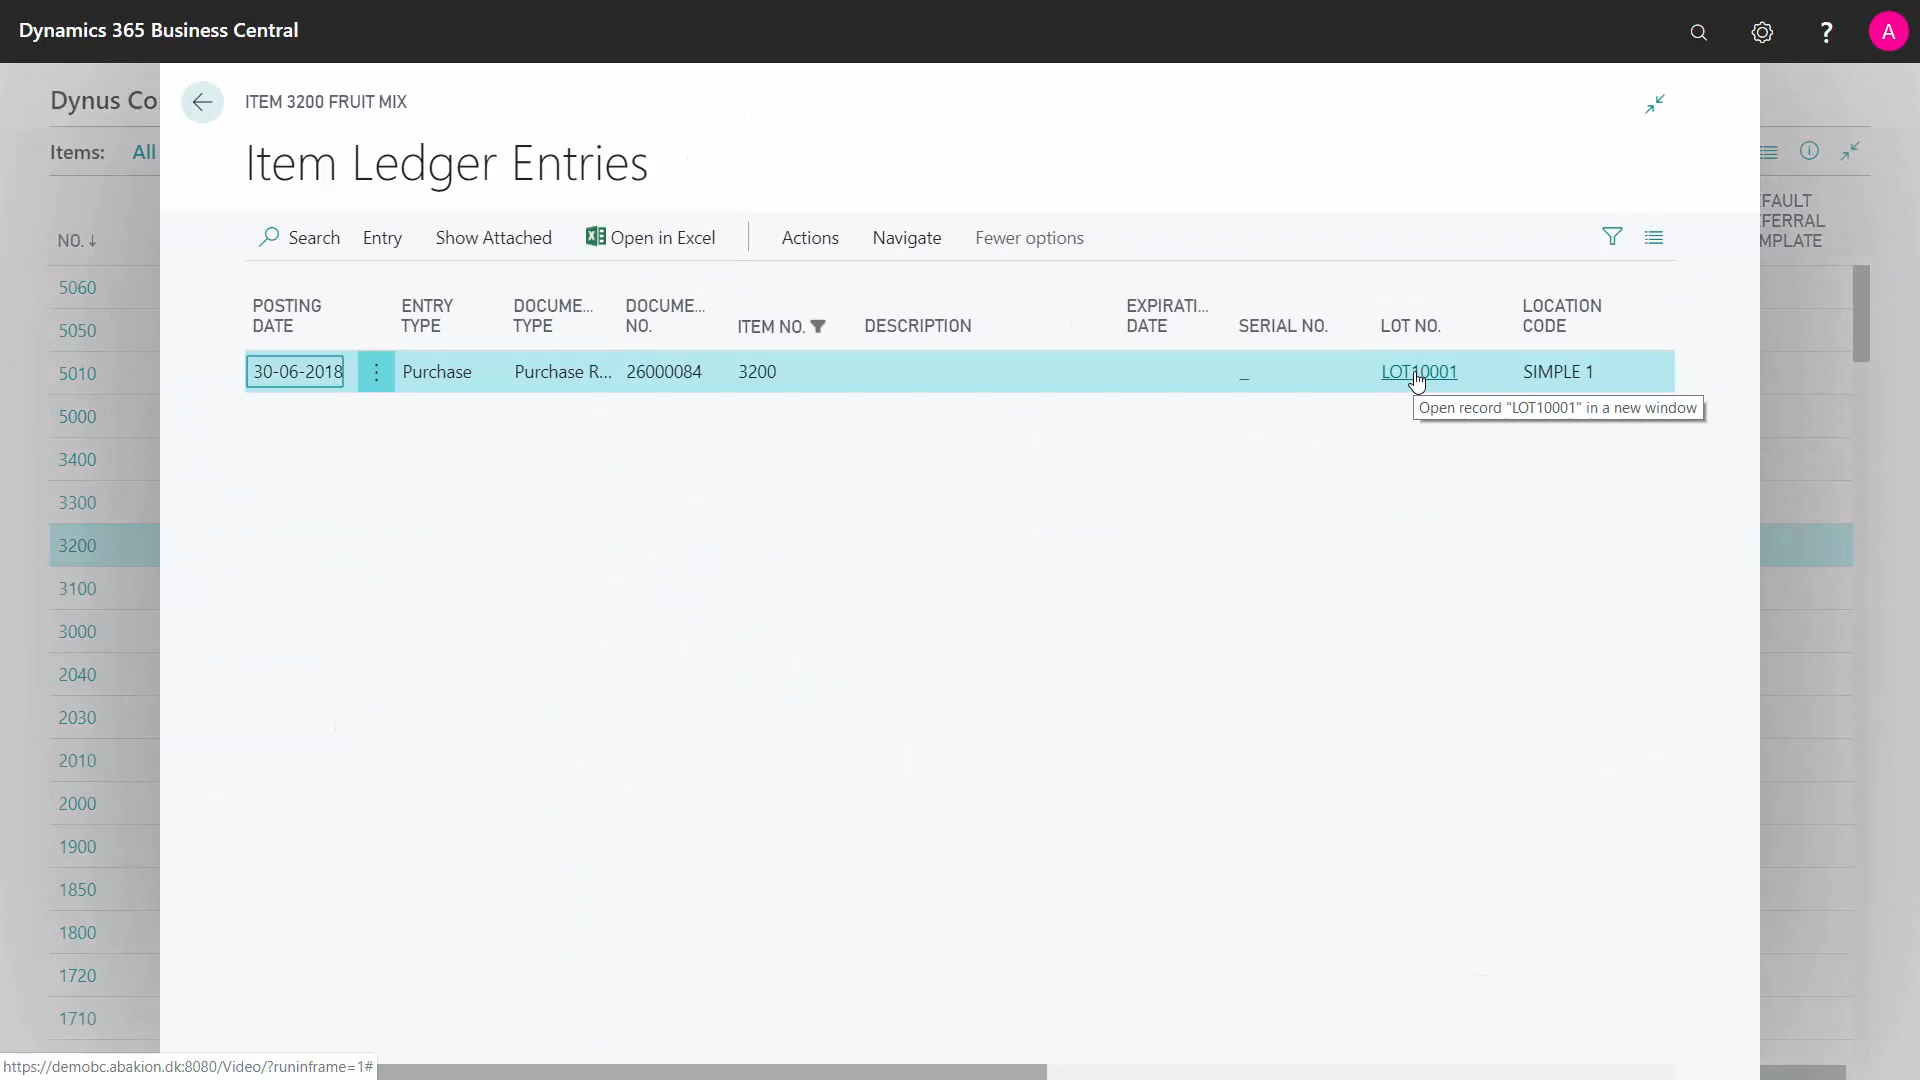 Dynamics 365 Business Central
?
A
Dynus Co
Items: All
NO.↓
5060
5050
5010
5000
3400
3300
3200
3100
3000
2040
2030
2010
2000
1900
1850
1800
1720
1710
ITEM 3200 FRUIT MIX
Item Ledger Entries
Search Entry Show Attached Open in Excel Actions Navigate Fewer options
POSTING DATE
ENTRY TYPE
DOCUME... TYPE
DOCUME... NO.
ITEM NO.
DESCRIPTION
EXPIRATI... DATE
SERIAL NO.
LOT NO.
LOCATION CODE
30-06-2018 Purchase Purchase R... 26000084 3200 _ LOT10001 SIMPLE 1
Open record "LOT10001" in a new window
FAULT
FERRAL
MPLATE
https://demobc.abakion.dk:8080/Video/?runinframe=1#